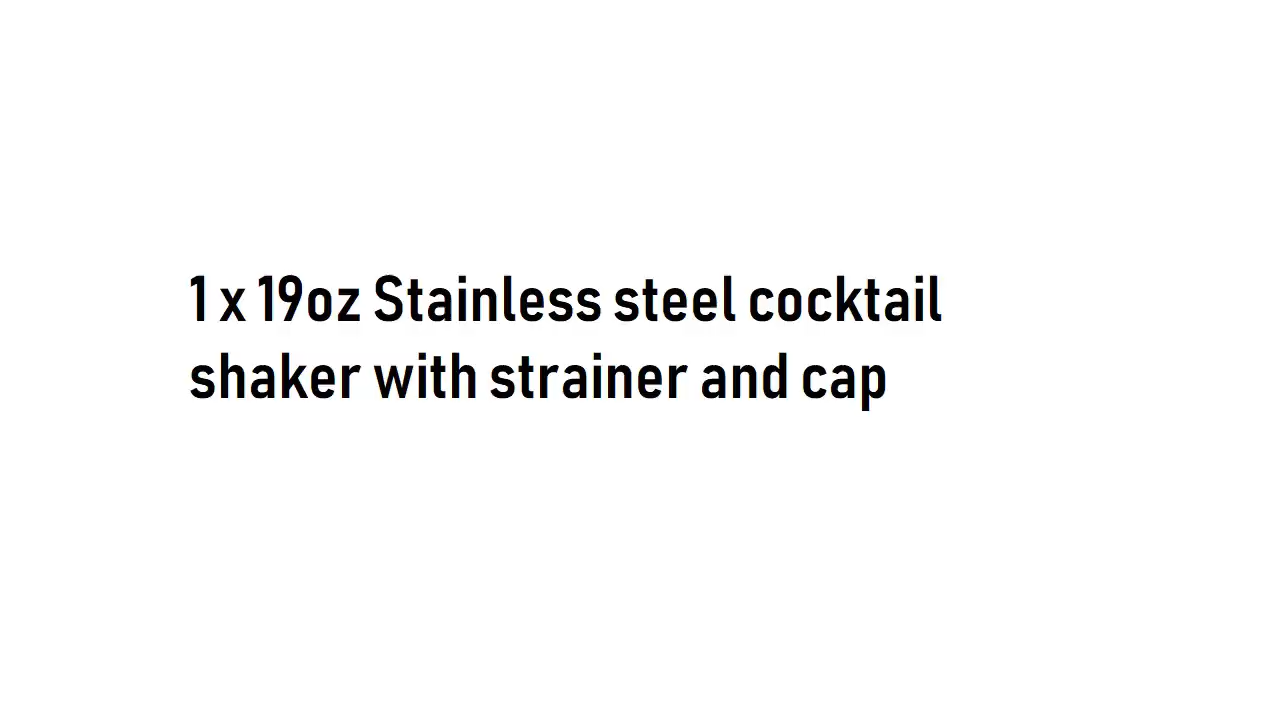 1 x 19oz Stainless steel cocktail
shaker with strainer and cap